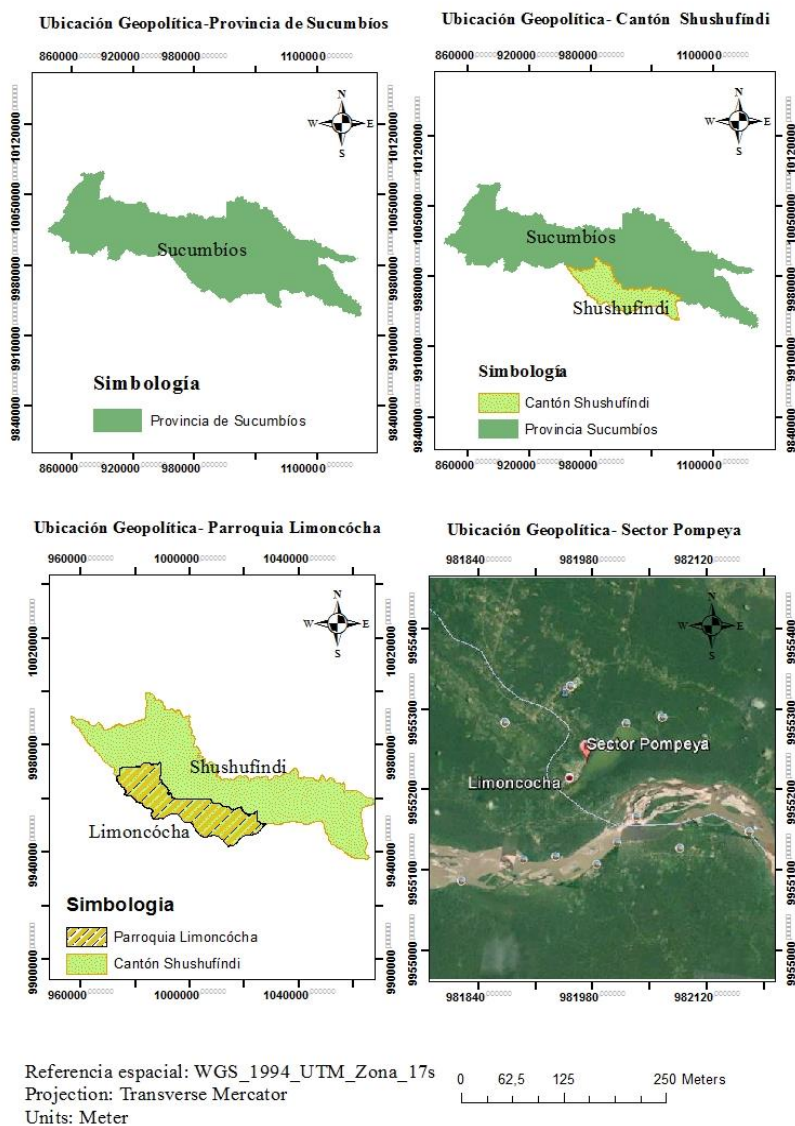 Ubicación Geopolítica-Provincia de Sucumbíos
860000 920000 980000 1100000
N
W E
S
10120000
10050000
9980000
9910000
9840000
Sucumbíos
Simbología
Provincia de Sucumbíos
860000 920000 980000 1100000
Ubicación Geopolítica- Cantón Shushufíndi
860000 920000 980000 1100000
N
W E
S
10120000
10050000
9980000
9910000
9840000
Sucumbíos
Shushufíndi
Simbología
Cantón Shushufíndi
Provincia Sucumbíos
860000 920000 980000 1100000
Ubicación Geopolítica- Parroquia Limoncócha
960000 1000000 1040000
N
W E
S
10020000
9980000
9940000
9900000
Shushufíndi
Limoncócha
Simbologia
Parroquia Limoncócha
Cantón Shushufíndi
960000 1000000 1040000
Ubicación Geopolítica- Sector Pompeya
981840 981980 982120
N
W E
S
9955400
9955300
9955200
9955100
9955000
Sector Pompeya
Limoncocha
981840 981980 982120
Referencia espacial: WGS_1994_UTM_Zona_17s
Projection: Transverse Mercator
Units: Meter
0 62,5 125 250 Meters